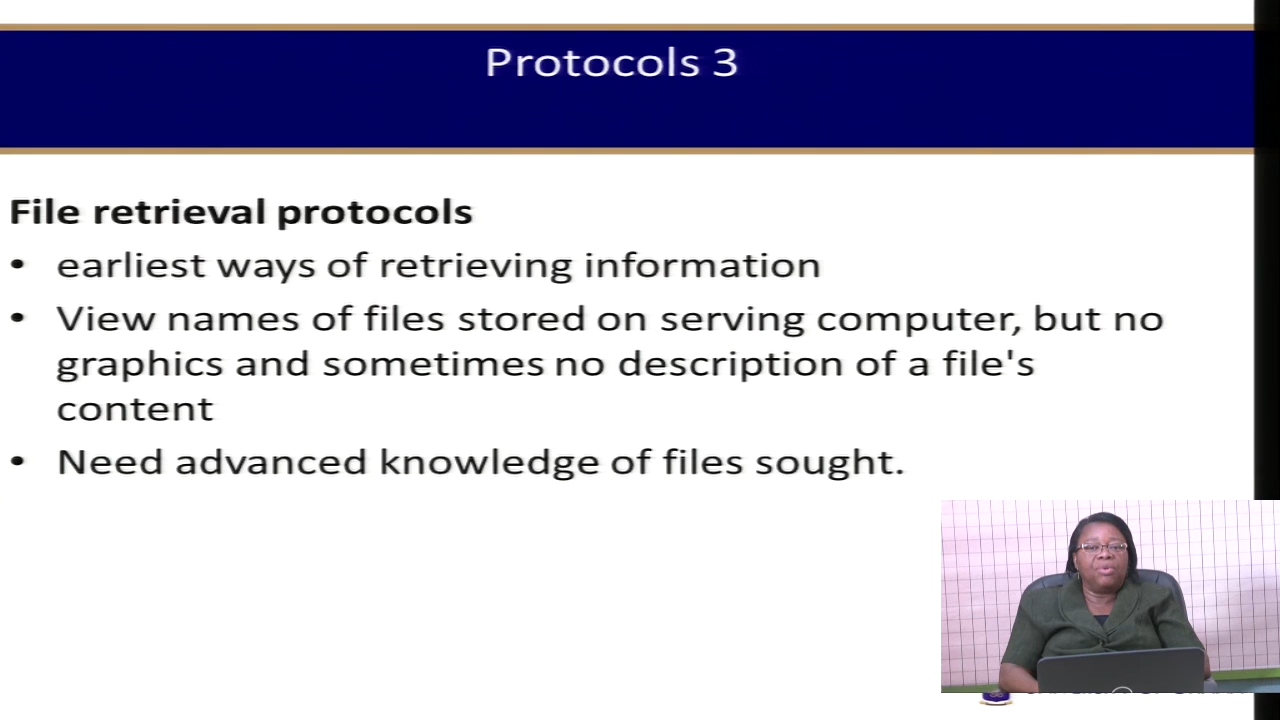 Protocols 3
File retrieval protocols
• earliest ways of retrieving information
• View names of files stored on serving computer, but no
graphics and sometimes no description of a file's
content
• Need advanced knowledge of files sought.